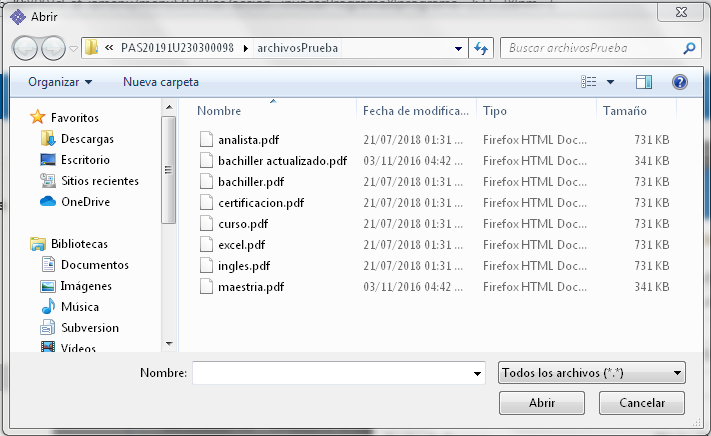 Abrir
PAS20191U230300098 archivosPrueba Buscar archivosPrueba
Organizar Nueva carpeta
Favoritos
Descargas
Escritorio
Sitios recientes
OneDrive
Bibliotecas
Documentos
Imágenes
Música
Subversion
Vídeos
Nombre Fecha de modifica... Tipo Tamaño
analista.pdf 21/07/2018 01:31 ... Firefox HTML Doc... 731 KB
bachiller actualizado.pdf 03/11/2016 04:42 ... Firefox HTML Doc... 341 KB
bachiller.pdf 21/07/2018 01:31 ... Firefox HTML Doc... 731 KB
certificacion.pdf 21/07/2018 01:31 ... Firefox HTML Doc... 731 KB
curso.pdf 21/07/2018 01:31 ... Firefox HTML Doc... 731 KB
excel.pdf 21/07/2018 01:31 ... Firefox HTML Doc... 731 KB
ingles.pdf 21/07/2018 01:31 ... Firefox HTML Doc... 731 KB
maestria.pdf 03/11/2016 04:42 ... Firefox HTML Doc... 341 KB
Nombre: Todos los archivos (*.*)
Abrir Cancelar